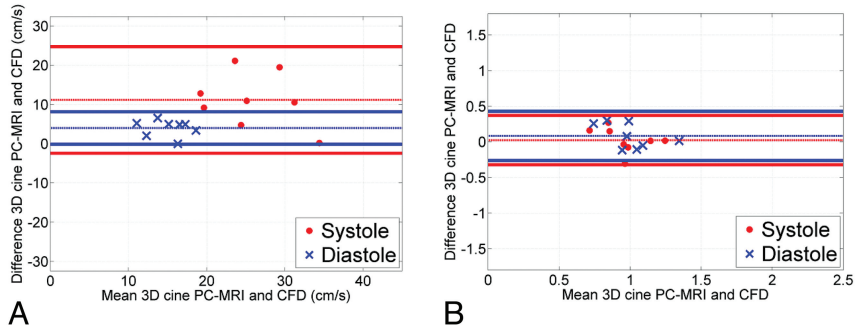 Difference 3D cine PC-MRI and CFD (cm/s)
30
20
10
0
-10
-20
-30
Systole
Diastole
10
20
30
40
Mean 3D cine PC-MRI and CFD (cm/s)
A
Difference 3D cine PC-MRI and CFD
1.5
1
0.5
0
-0.5
-1
-1.5
Systole
Diastole
0
0.5
1
1.5
2
2.5
Mean 3D cine PC-MRI and CFD
B